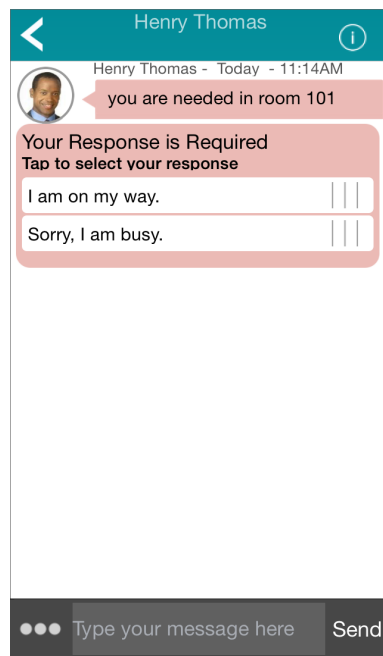 Henry Thomas
i
Henry Thomas - Today - 11:14AM
you are needed in room 101
Your Response is Required
Tap to select your response
I am on my way.
Sorry, I am busy.
Type your message here
Send